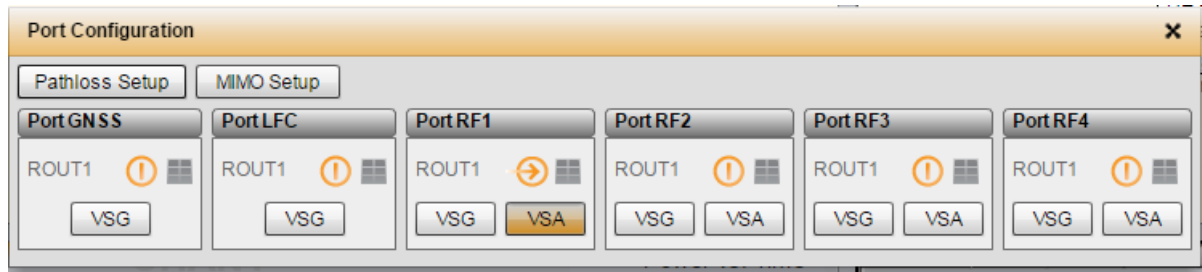 Port Configuration
Pathloss Setup MIMO Setup
Port GNSS Port LFC Port RF1 Port RF2 Port RF3 Port RF4
ROUT1 ROUT1 ROUT1 ROUT1 ROUT1 ROUT1
VSG VSG VSG VSA VSG VSA VSG VSA VSG VSA